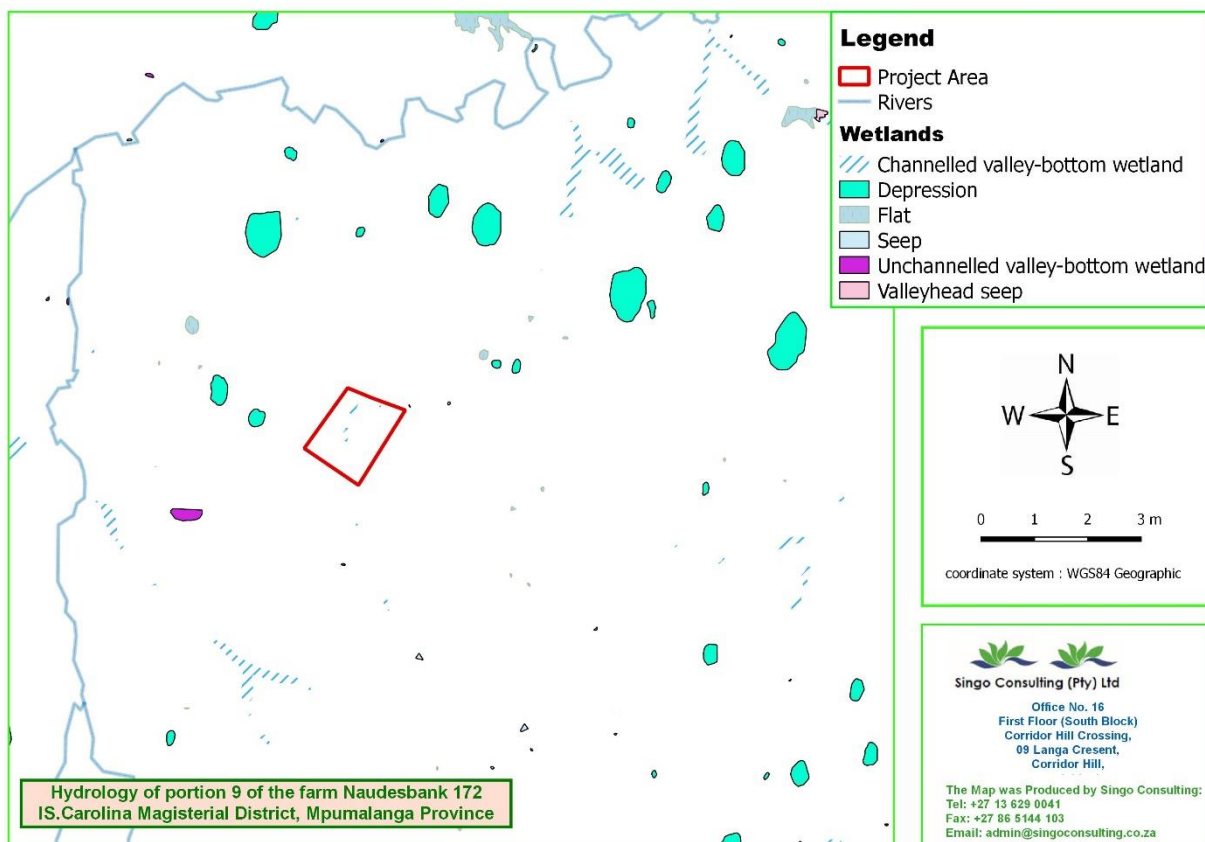 Legend
Project Area
Rivers
Wetlands
Channelled valley-bottom wetland
Depression
Flat
Seep
Unchannelled valley-bottom wetland
Valleyhead seep
N
W E
S
0 1 2 3 m
coordinate system : WGS84 Geographic
Singo Consulting (Pty) Ltd
Office No. 16
First Floor (South Block)
Corridor Hill Crossing,
09 Langa Cresent,
Corridor Hill,
The Map was Produced by Singo Consulting:
Tel: +27 13 629 0041
Fax: +27 86 5144 103
Email: admin@singoconsulting.co.za
Hydrology of portion 9 of the farm Naudesbank 172
IS.Carolina Magisterial District, Mpumalanga Province